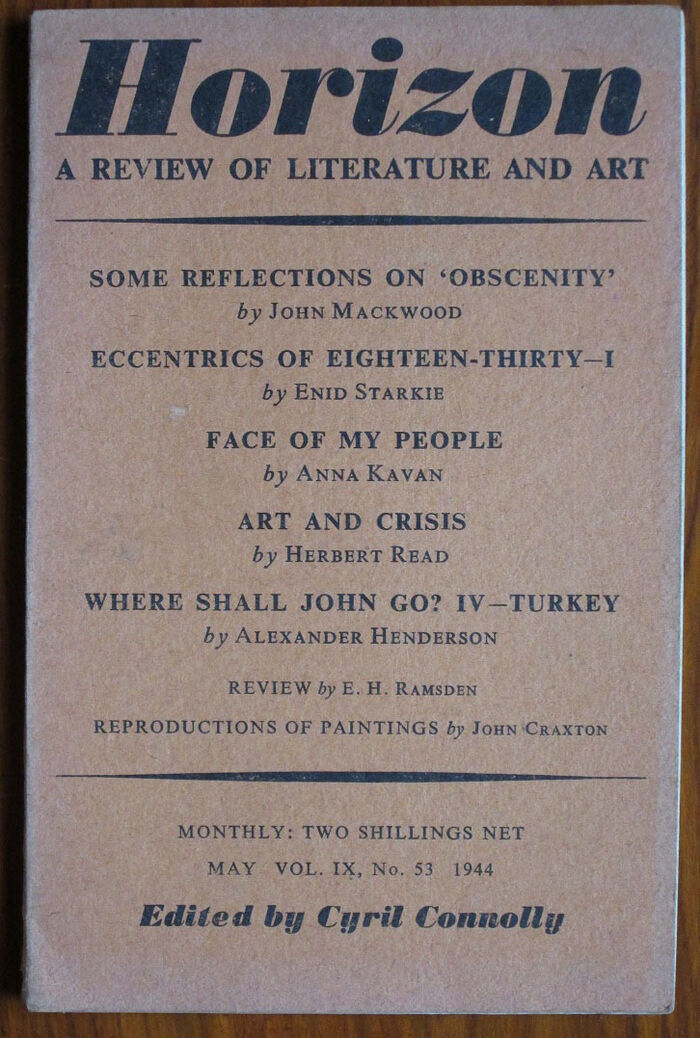 Horizon
A REVIEW OF LITERATURE AND ART
SOME REFLECTIONS ON ‘OBSCENITY’
by JOHN MACKWOOD
ECCENTRICS OF EIGHTEEN-THIRTY—I
by ENID STARKIE
FACE OF MY PEOPLE
by ANNA KAVAN
ART AND CRISIS
by HERBERT READ
WHERE SHALL JOHN GO? IV—TURKEY
by ALEXANDER HENDERSON
REVIEW by E. H. RAMSDEN
REPRODUCTIONS OF PAINTINGS by JOHN CRAXTON
MONTHLY: TWO SHILLINGS NET
MAY VOL. IX, No. 53 1944
Edited by Cyril Connolly